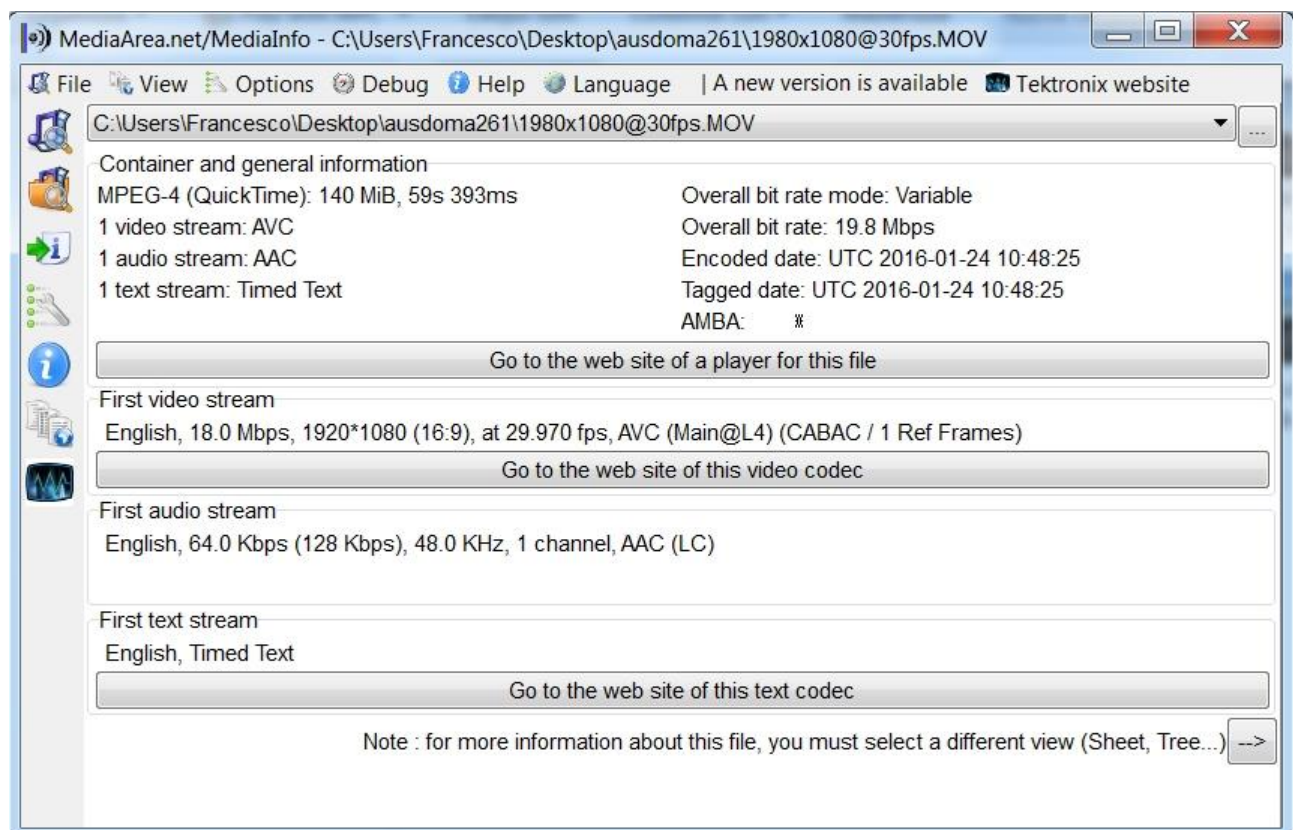 MediaArea.net/MediaInfo - C:\Users\Francesco\Desktop\ausdoma261\1980x1080@30fps.MOV
File View Options Debug Help Language | A new version is available Tektronix website
C:\Users\Francesco\Desktop\ausdoma261\1980x1080@30fps.MOV ...
Container and general information
MPEG-4 (QuickTime): 140 MiB, 59s 393ms
1 video stream: AVC
1 audio stream: AAC
1 text stream: Timed Text
Overall bit rate mode: Variable
Overall bit rate: 19.8 Mbps
Encoded date: UTC 2016-01-24 10:48:25
Tagged date: UTC 2016-01-24 10:48:25
AMBA:
Go to the web site of a player for this file
First video stream
English, 18.0 Mbps, 1920*1080 (16:9), at 29.970 fps, AVC (Main@L4) (CABAC / 1 Ref Frames)
Go to the web site of this video codec
First audio stream
English, 64.0 Kbps (128 Kbps), 48.0 KHz, 1 channel, AAC (LC)
First text stream
English, Timed Text
Go to the web site of this text codec
Note : for more information about this file, you must select a different view (Sheet, Tree...) -->